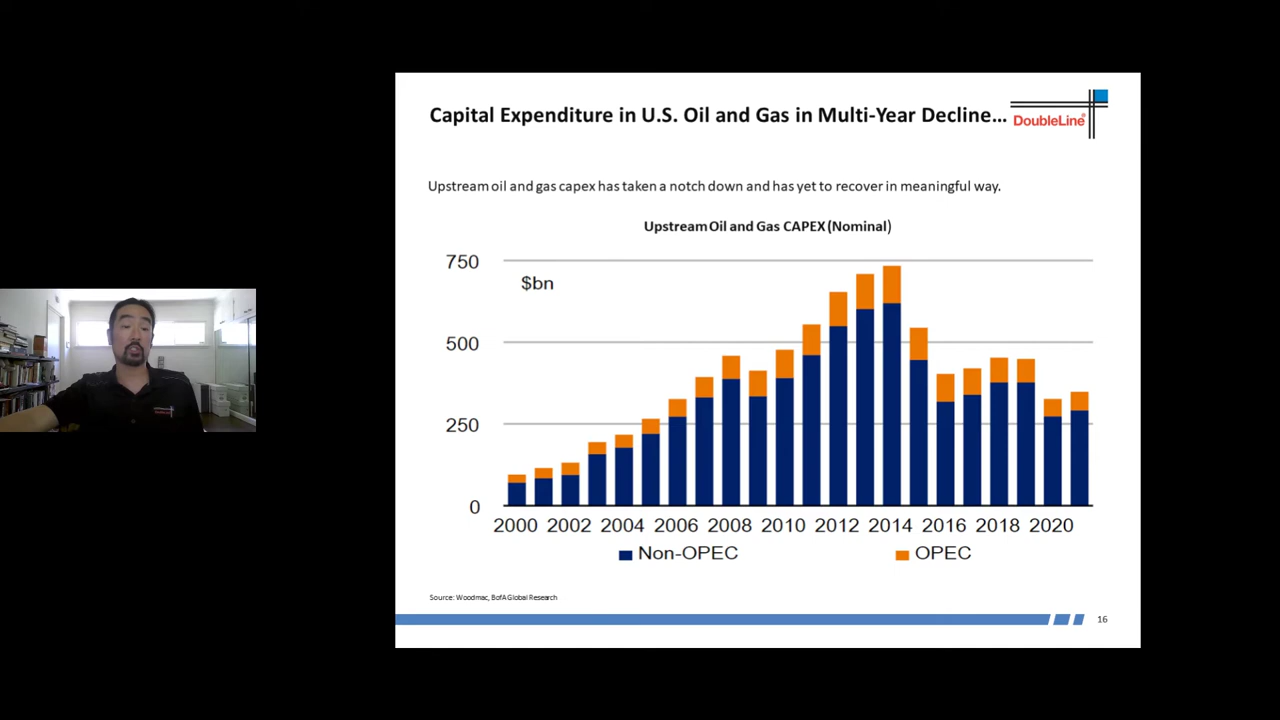 Capital Expenditure in U.S. Oil and Gas in Multi-Year Decline...
DoubleLine®
Upstream oil and gas capex has taken a notch down and has yet to recover in meaningful way.
Upstream Oil and Gas CAPEX (Nominal)
750
$bn
500
250
0
2000 2002 2004 2006 2008 2010 2012 2014 2016 2018 2020
Non-OPEC OPEC
Source: Woodmac, BofA Global Research
16